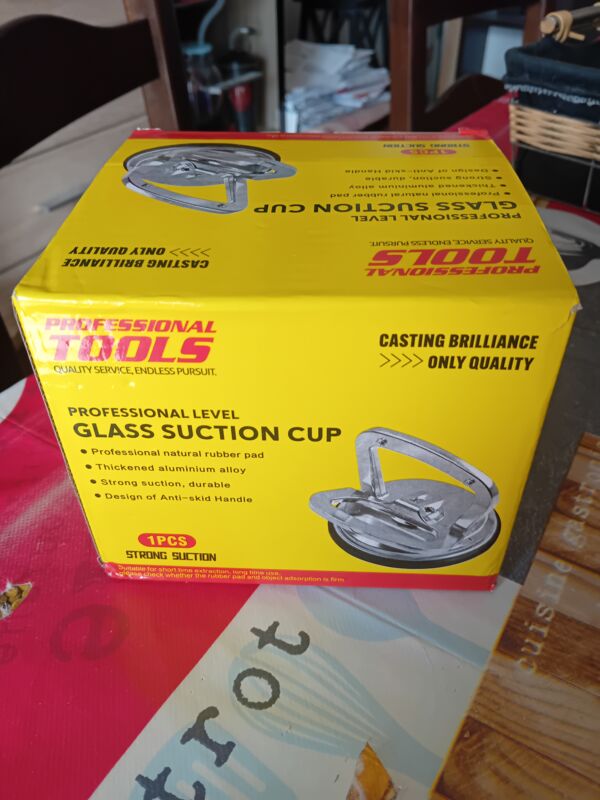 1PCS
STRONG SUCTION
Design of Anti-skid Handle
Strong suction, durable
Thickened aluminium alloy
Professional natural rubber pad
GLASS SUCTION CUP
PROFESSIONAL LEVEL
CASTING BRILLIANCE
>>>> ONLY QUALITY
QUALITY SERVICE, ENDLESS PURSUIT.
PROFESSIONAL
TOOLS
PROFESSIONAL
TOOLS
QUALITY SERVICE, ENDLESS PURSUIT.
CASTING BRILLIANCE
>>>> ONLY QUALITY
PROFESSIONAL LEVEL
GLASS SUCTION CUP
• Professional natural rubber pad
• Thickened aluminium alloy
• Strong suction, durable
• Design of Anti-skid Handle
1PCS
STRONG SUCTION
Suitable for short time extraction, long time use.
please check whether the rubber pad and object adsorption is firm.
trot
cuisine